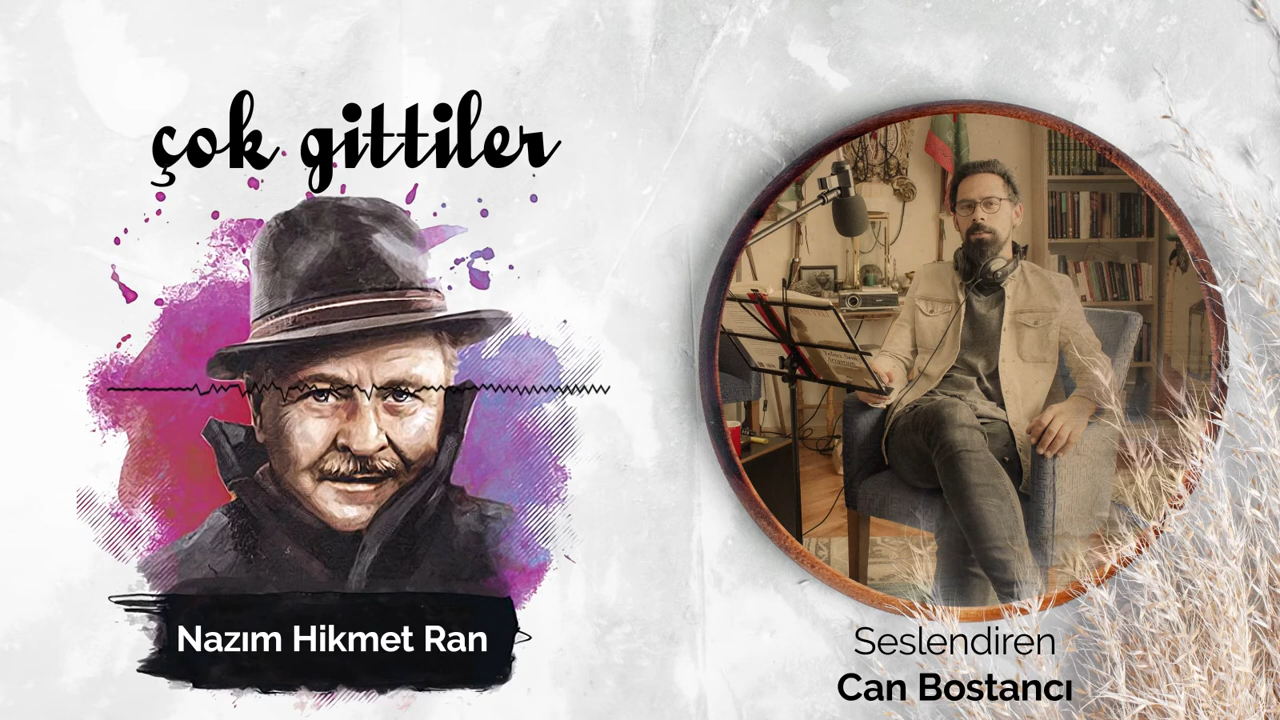 çok gittiler
Nazım Hikmet Ran
Seslendiren
Can Bostancı